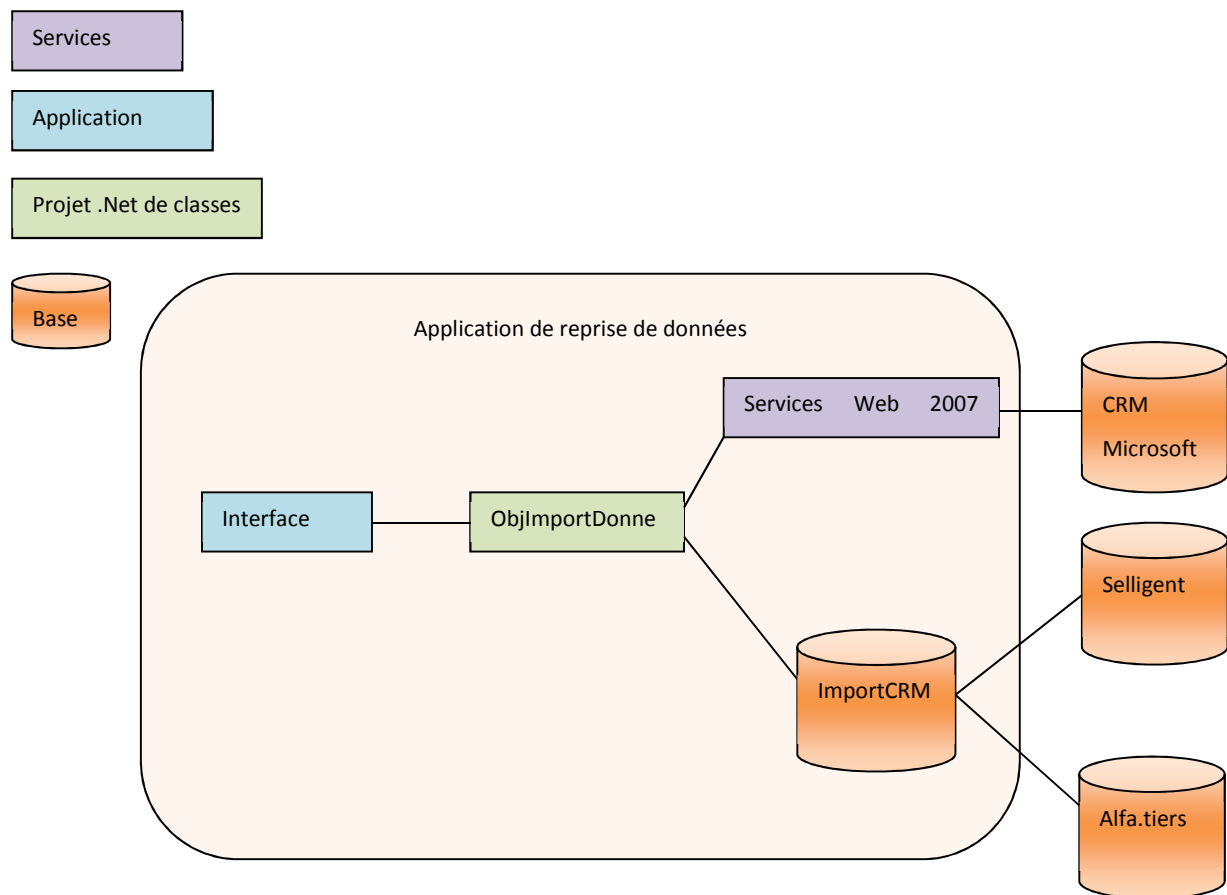 Services
Application
Projet .Net de classes
Base
Application de reprise de données
Services Web 2007
CRM
Microsoft
Interface
ObjImportDonne
Selligent
ImportCRM
Alfa.tiers